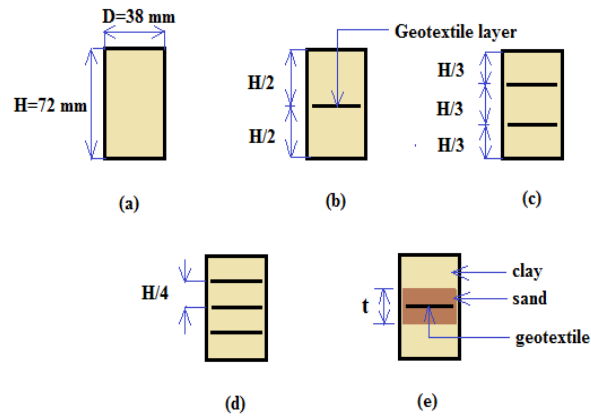 D=38 mm
H=72 mm
(a)
Geotextile layer
H/2
H/2
(b)
H/3
H/3
H/3
(c)
H/4
(d)
t
clay
sand
geotextile
(e)